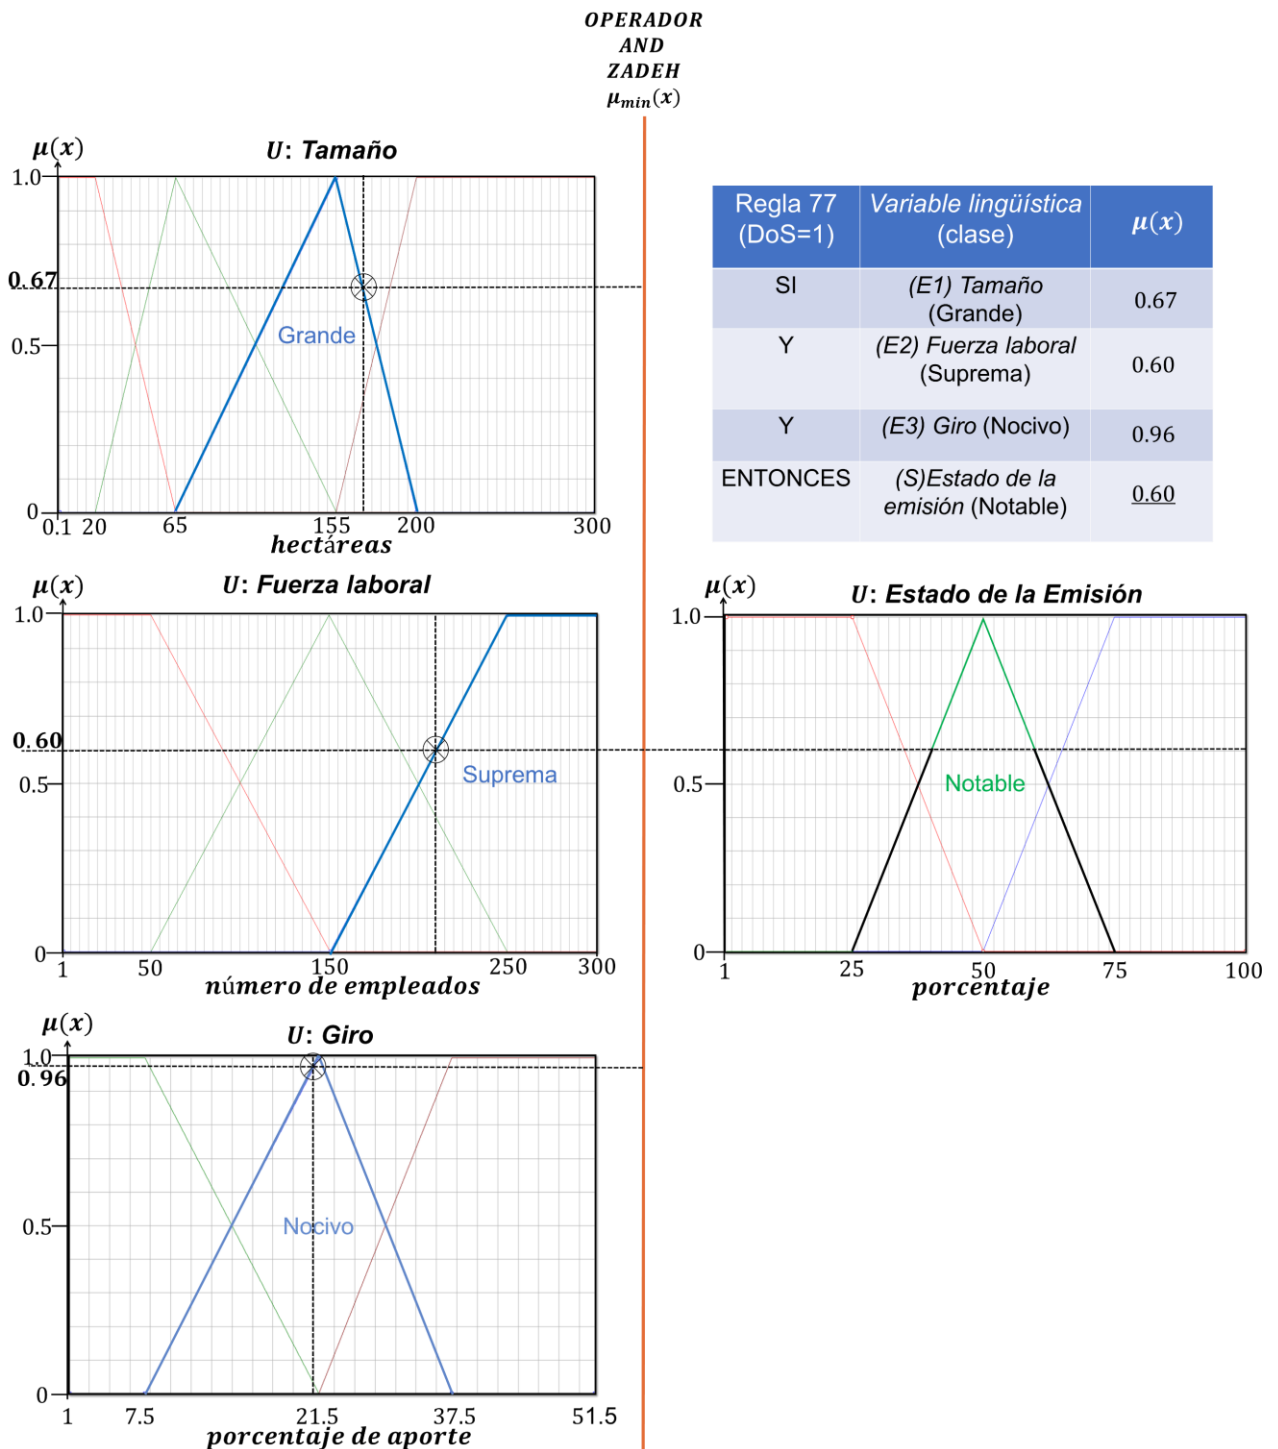 OPERADOR
AND
ZADEH
μmin(x)
μ(x)
U: Tamaño
1.0
0.67
Grande
0.5
0
0.1 20 65 155 200 300
hectáreas
Regla 77 (DoS=1) Variable lingüística (clase) μ(x)
SI (E1) Tamaño (Grande) 0.67
Y (E2) Fuerza laboral (Suprema) 0.60
Y (E3) Giro (Nocivo) 0.96
ENTONCES (S)Estado de la emisión (Notable) 0.60
μ(x)
U: Fuerza laboral
1.0
0.60
Suprema
0.5
0
1 50 150 250 300
número de empleados
μ(x)
U: Estado de la Emisión
1.0
Notable
0.5
0
1 25 50 75 100
porcentaje
μ(x)
U: Giro
1.0
0.96
Nocivo
0.5
0
1 7.5 21.5 37.5 51.5
porcentaje de aporte